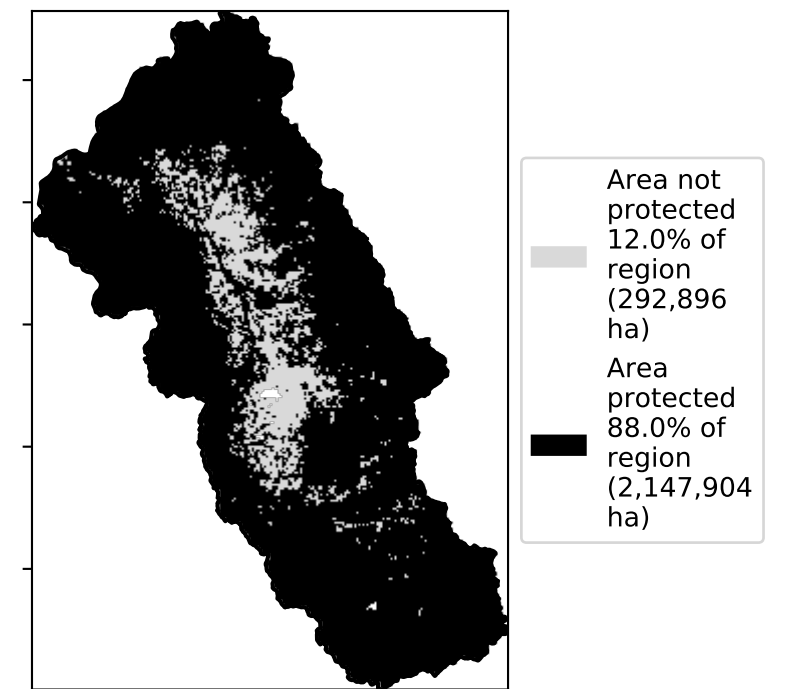 Area not
protected
12.0% of
region
(292,896
ha)
Area
protected
88.0% of
region
(2,147,904
ha)